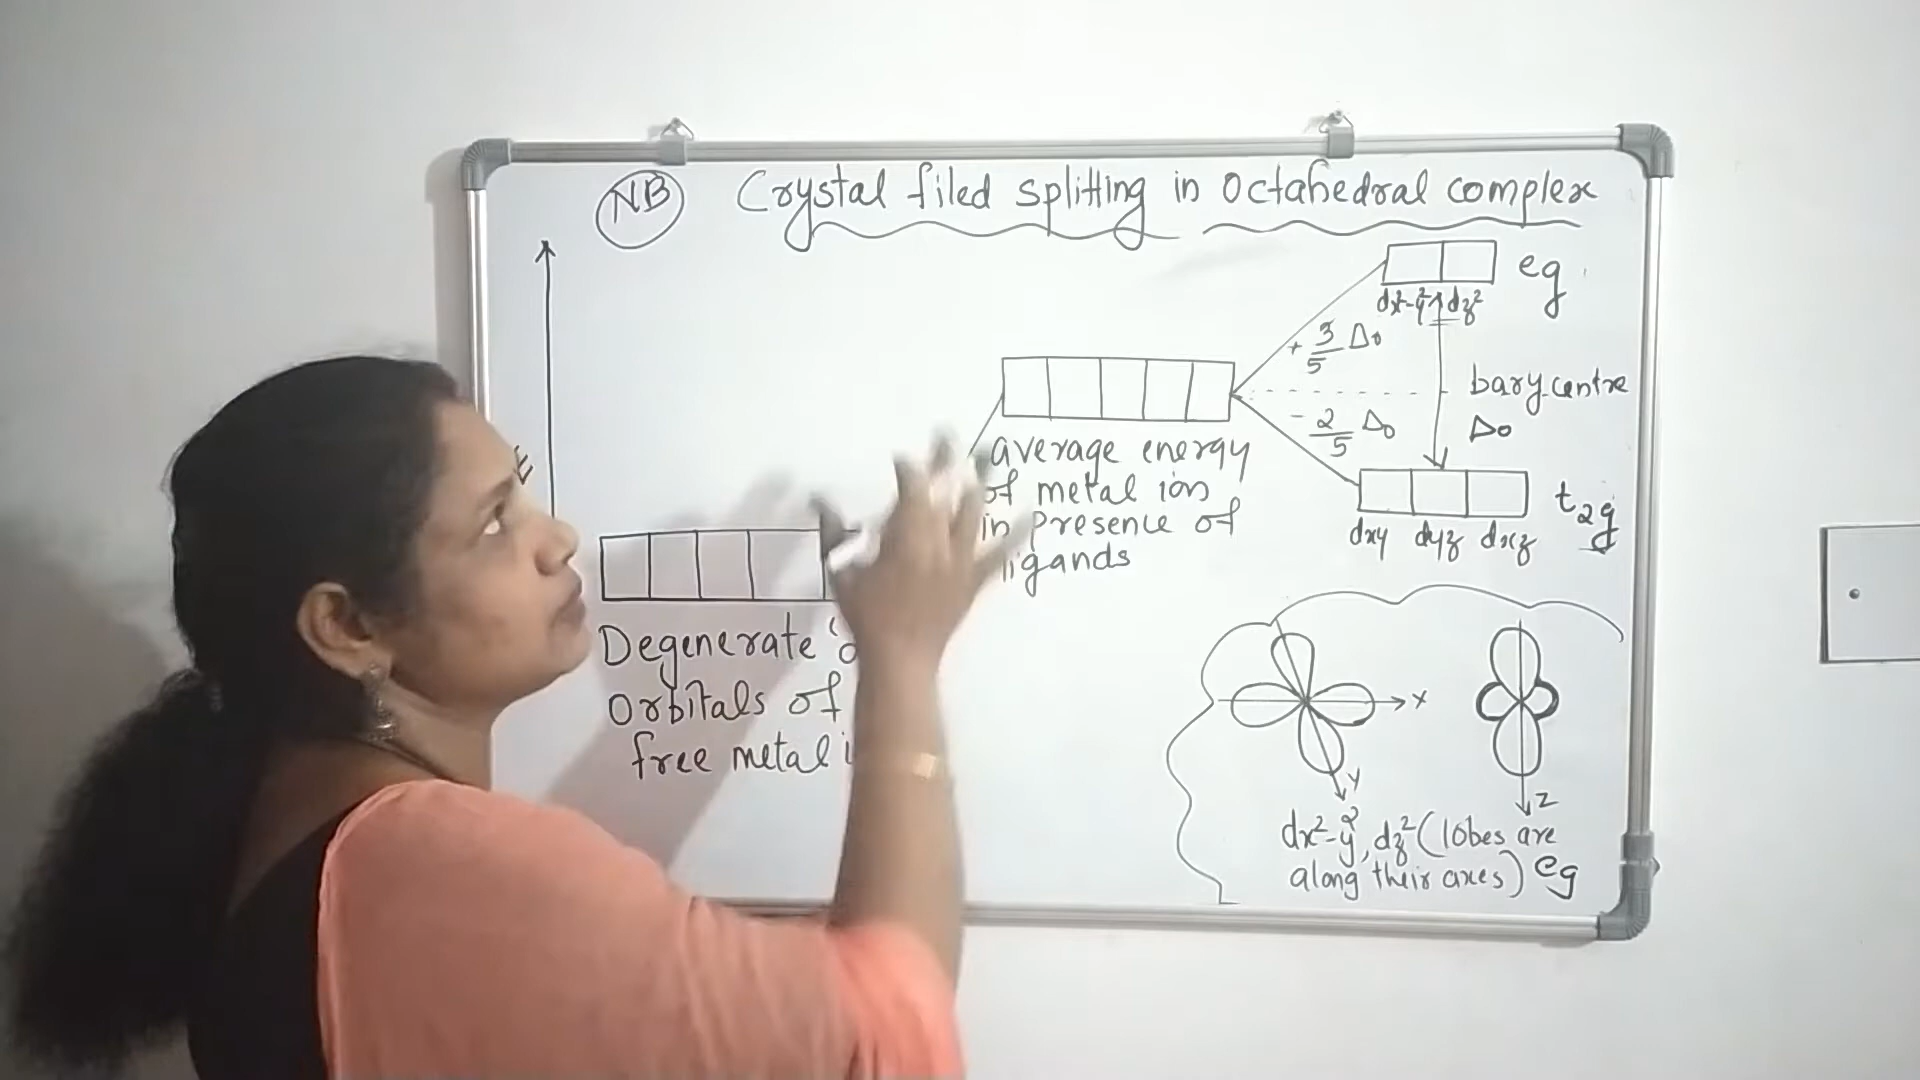 NB
Crystal filed splitting in Octahedral complex
E
eg
dx²-y² dz²
+ 3/5 Δo
bary centre
- 2/5 Δo
Δo
average energy
of metal ion
in presence of
ligands
t2g
dxy dyz dxz
Degenerate
Orbitals of
free metal
X
Y
Z
dx²-y², dz² (lobes are
along their axes) eg